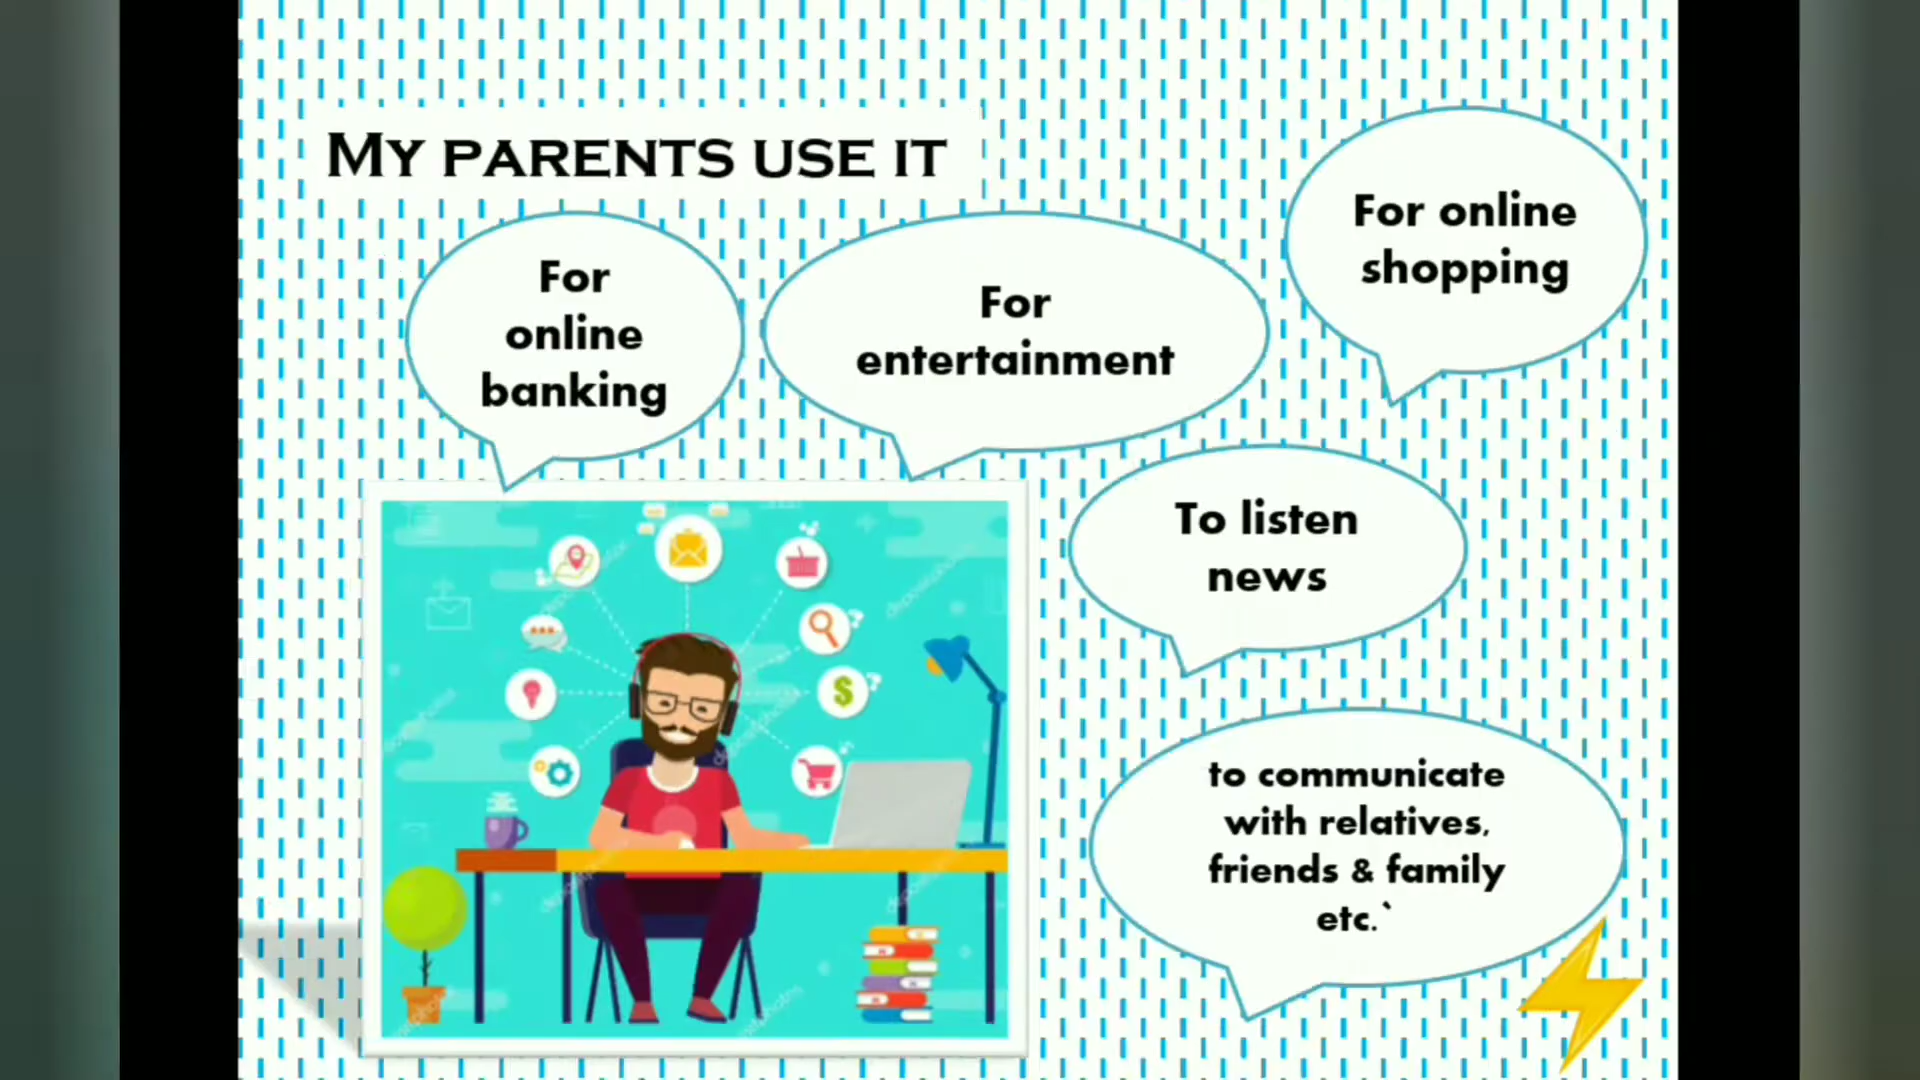 MY PARENTS USE IT
For
online
banking
For
entertainment
For online
shopping
To listen
news
to communicate
with relatives,
friends & family
etc.`